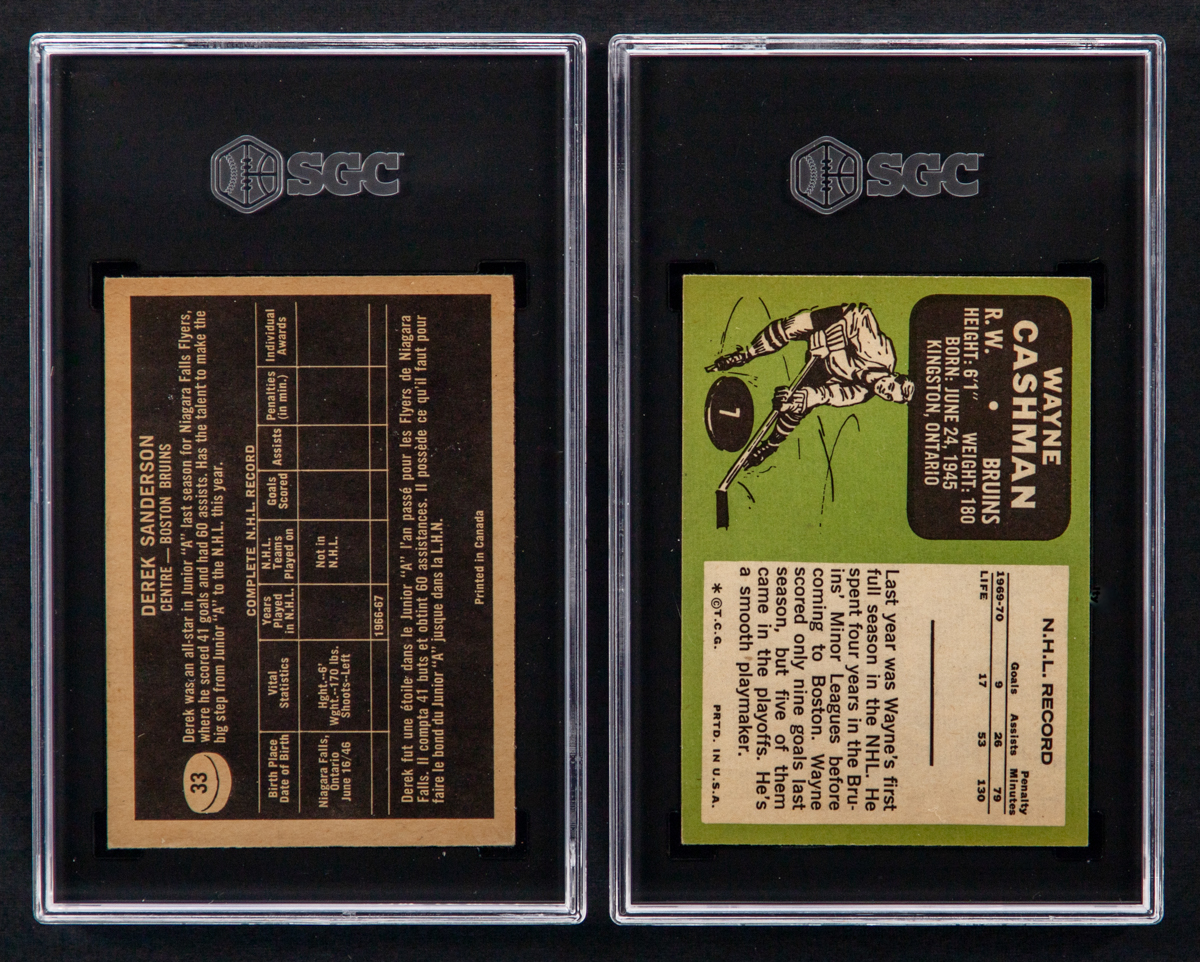 SGC
DEREK SANDERSON
CENTRE—BOSTON BRUINS
Derek was an all-star in Junior "A" last season for Niagara Falls Flyers,
where he scored 41 goals and had 60 assists. Has the talent to make the
big step from Junior "A" to the N.H.L. this year.
33
COMPLETE N.H.L. RECORD
Birth Place Date of Birth | Vital Statistics | Years Played in N.H.L. | N.H.L. Teams Played on | Goals Scored | Assists | Penalties (in min.) | Individual Awards
Niagara Falls, Ontario June 16/46 | Hght.-6' Wght.-170 lbs. Shoots-Left | Not in N.H.L.
1966-67
Derek fut une étoile dans le Junior "A" l'an passé pour les Flyers de Niagara
Falls. Il compta 41 buts et obtint 60 assistances. Il possède ce qu'il faut pour
faire le bond du Junior "A" jusque dans la L.H.N.
Printed in Canada
SGC
WAYNE
CASHMAN
R.W. • BRUINS
HEIGHT: 6'1" WEIGHT: 180
BORN: JUNE 24, 1945
KINGSTON, ONTARIO
7
N.H.L. RECORD
Goals Assists Penalty Minutes
1969-70 9 26 79
LIFE 17 53 130
Last year was Wayne's first
full season in the NHL. He
spent four years in the Bru-
ins' Minor Leagues before
coming to Boston. Wayne
scored only nine goals last
season, but five of them
came in the playoffs. He's
a smooth playmaker.
* ©T.C.G. PRTD. IN U.S.A.